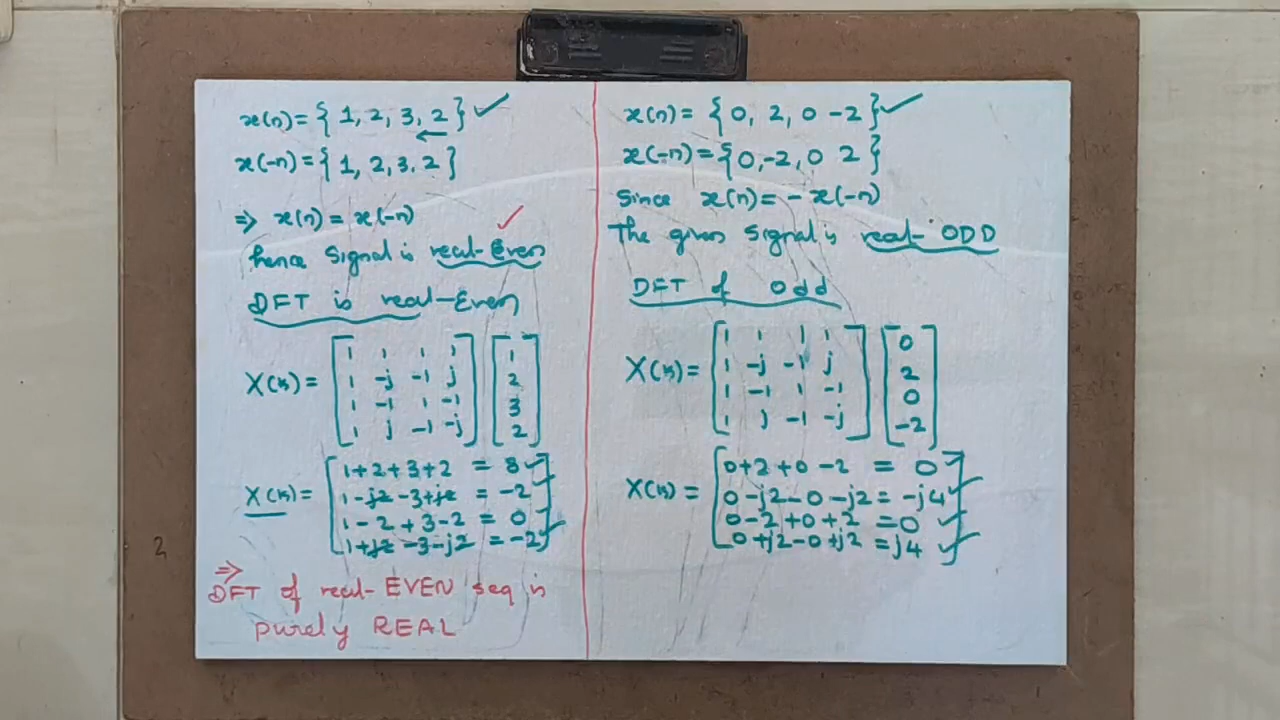 x(n) = { 1, 2, 3, 2 }
x(-n) = { 1, 2, 3, 2 }
⇒ x(n) = x(-n)
hence Signal is real-Even
DFT is real-Even
X(k) = [ 1 1 1 1 ] [ 1 ]
[ 1 -j -1 j ] [ 2 ]
[ 1 -1 1 -1 ] [ 3 ]
[ 1 j -1 -j ] [ 2 ]
X(k) = [ 1+2+3+2 = 8
1-j2-3+j2 = -2
1-2+3-2 = 0
1+j2-3-j2 = -2 ]
⇒
DFT of real-EVEN seq is
purely REAL
x(n) = { 0, 2, 0 -2 }
x(-n) = { 0, -2, 0 2 }
Since x(n) = - x(-n)
The given Signal is real- ODD
DFT of Odd
X(k) = [ 1 1 1 1 ] [ 0 ]
[ 1 -j -1 j ] [ 2 ]
[ 1 -1 1 -1 ] [ 0 ]
[ 1 j -1 -j ] [ -2 ]
X(k) = [ 0+2+0-2 = 0
0-j2-0-j2 = -j4
0-2+0+2 = 0
0+j2-0+j2 = j4 ]
2